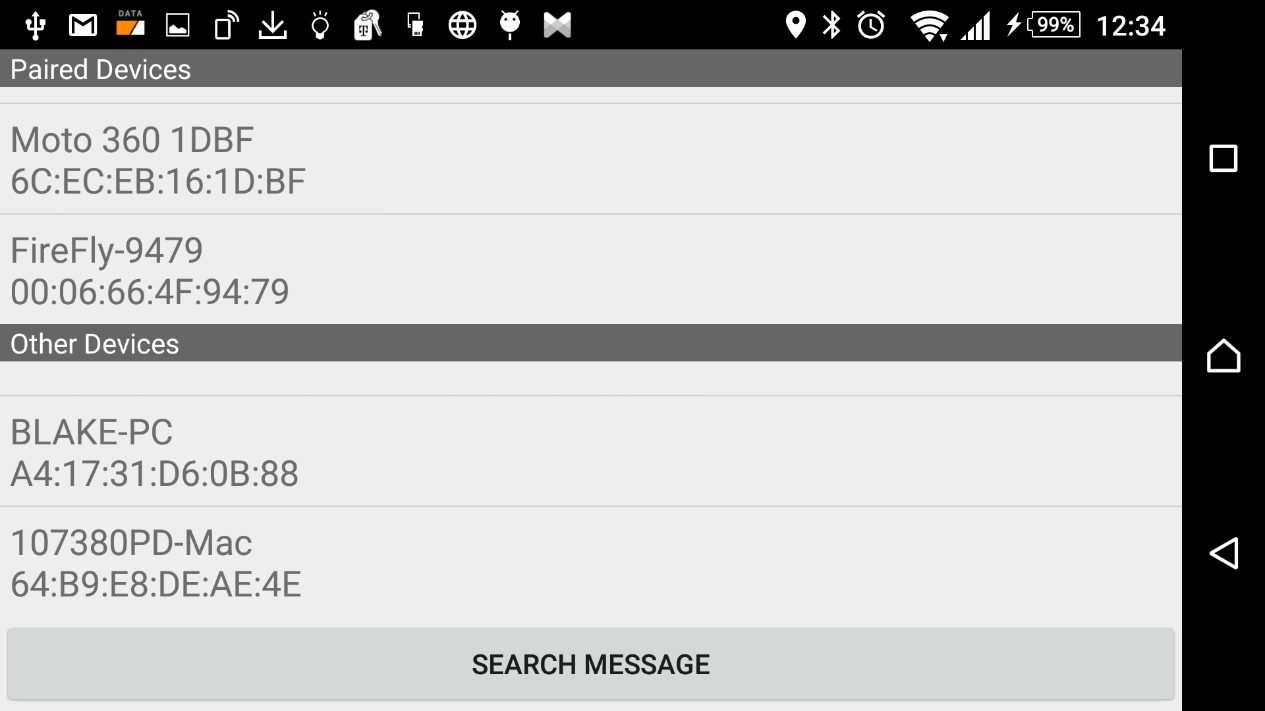 DATA
99%
12:34
Paired Devices
Moto 360 1DBF
6C:EC:EB:16:1D:BF
FireFly-9479
00:06:66:4F:94:79
Other Devices
BLAKE-PC
A4:17:31:D6:0B:88
107380PD-Mac
64:B9:E8:DE:AE:4E
SEARCH MESSAGE